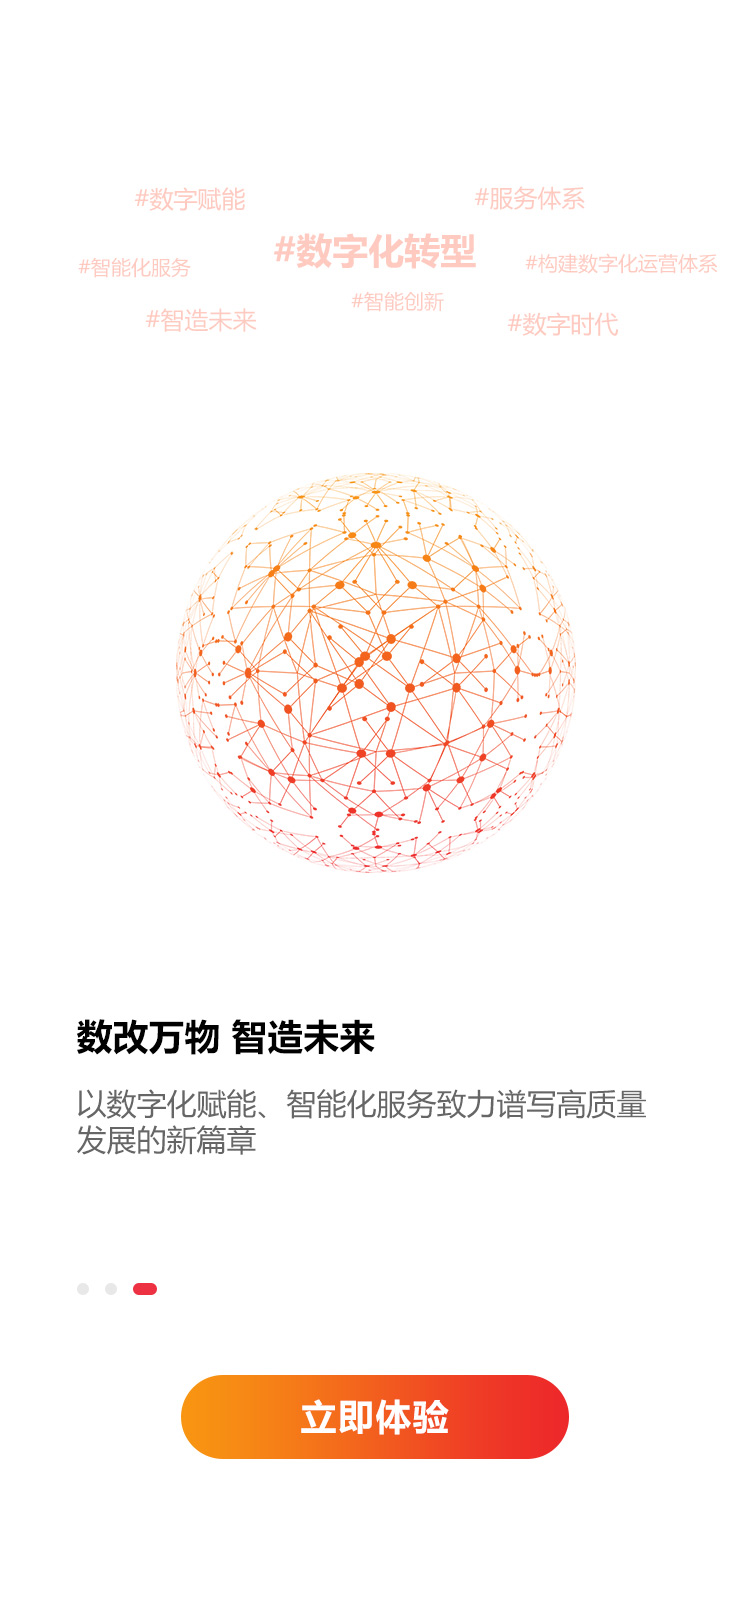 #数字赋能
#服务体系
#数字化转型
#智能化服务
#构建数字化运营体系
#智能创新
#智造未来
#数字时代
数改万物 智造未来
以数字化赋能、智能化服务致力谱写高质量
发展的新篇章
立即体验